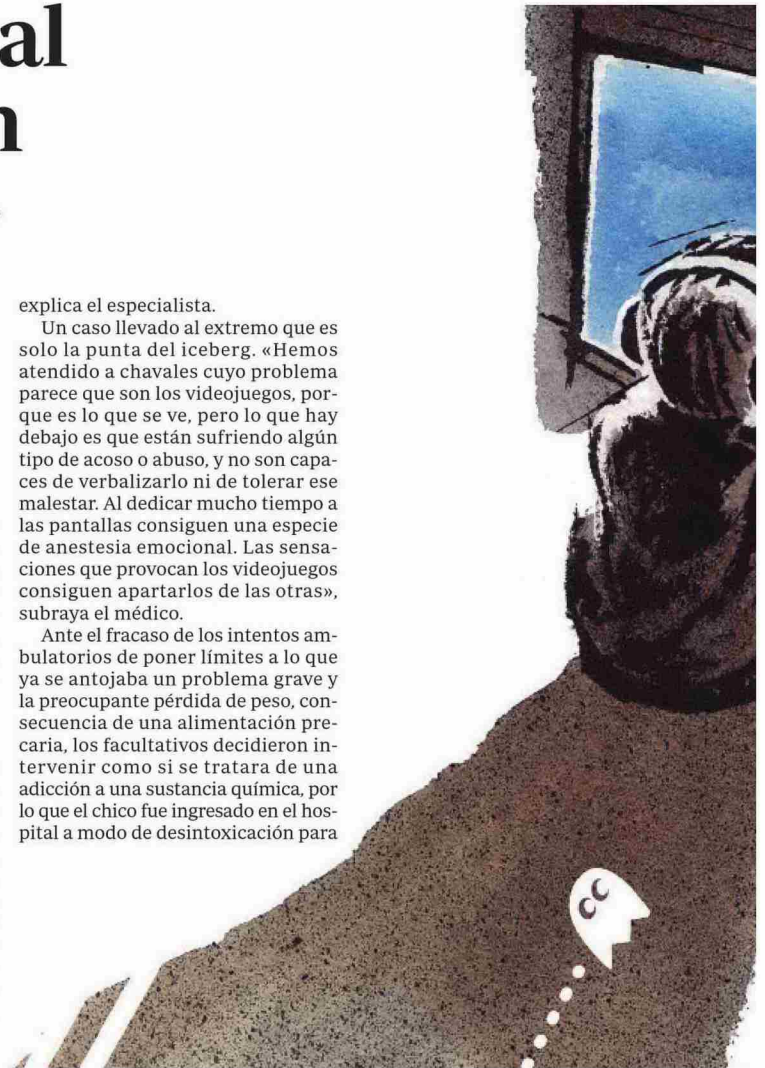 al
n
explica el especialista.
Un caso llevado al extremo que es
solo la punta del iceberg. «Hemos
atendido a chavales cuyo problema
parece que son los videojuegos, por-
que es lo que se ve, pero lo que hay
debajo es que están sufriendo algún
tipo de acoso o abuso, y no son capa-
ces de verbalizarlo ni de tolerar ese
malestar. Al dedicar mucho tiempo a
las pantallas consiguen una especie
de anestesia emocional. Las sensa-
ciones que provocan los videojuegos
consiguen apartarlos de las otras»,
subraya el médico.
Ante el fracaso de los intentos am-
bulatorios de poner límites a lo que
ya se antojaba un problema grave y
la preocupante pérdida de peso, con-
secuencia de una alimentación pre-
caria, los facultativos decidieron in-
tervenir como si se tratara de una
adicción a una sustancia química, por
lo que el chico fue ingresado en el hos-
pital a modo de desintoxicación para